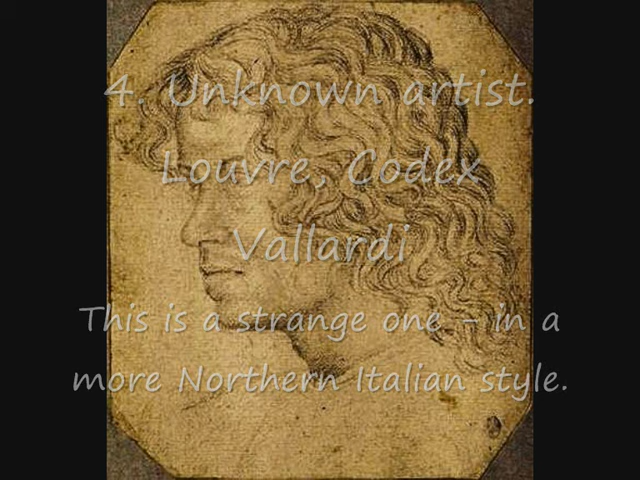 4. Unknown artist.
Louvre, Codex
Vallardi
This is a strange one - in a
more Northern Italian style.